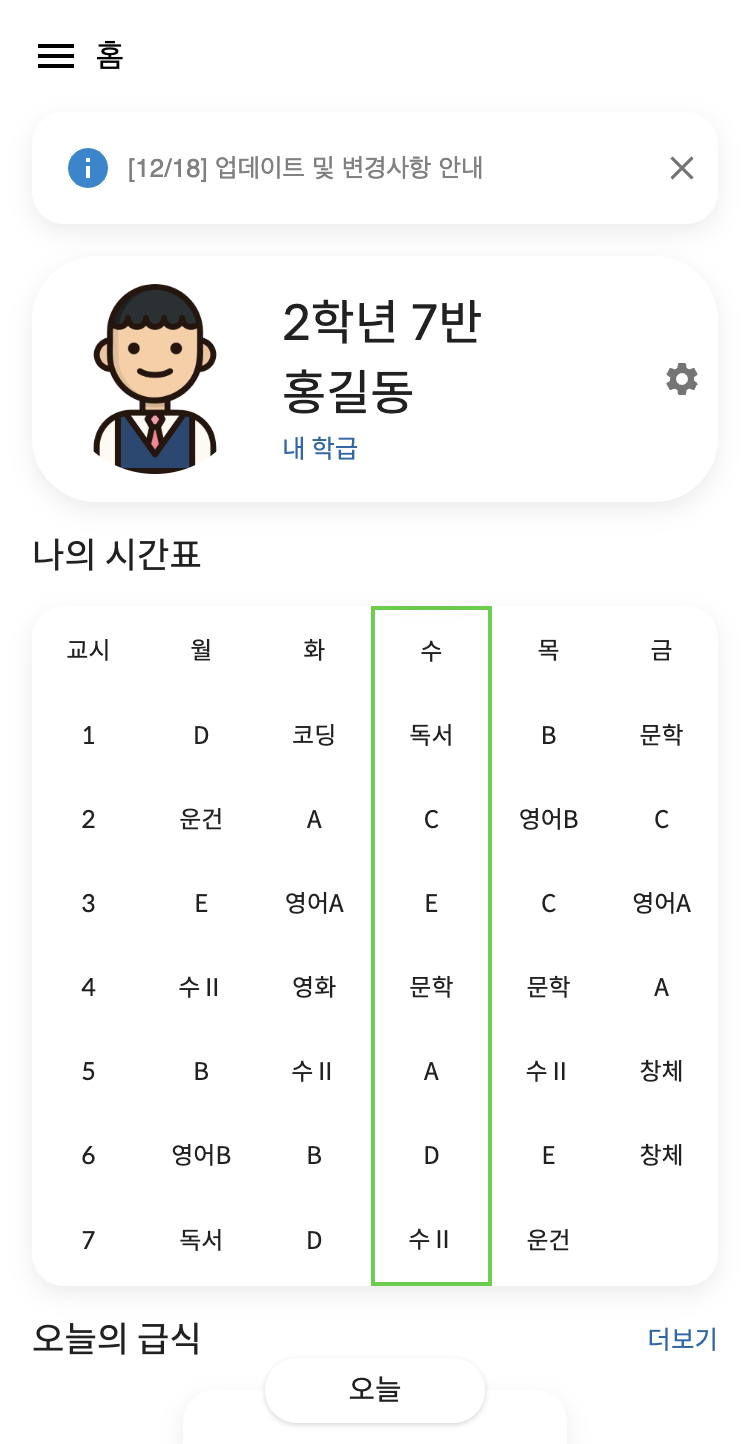 홈
[12/18] 업데이트 및 변경사항 안내
2학년 7반
홍길동
내 학급
나의 시간표
교시 월 화 수 목 금
1 D 코딩 독서 B 문학
2 운건 A C 영어B C
3 E 영어A E C 영어A
4 수Ⅱ 영화 문학 문학 A
5 B 수Ⅱ A 수Ⅱ 창체
6 영어B B D E 창체
7 독서 D 수Ⅱ 운건
오늘의 급식 더보기
오늘